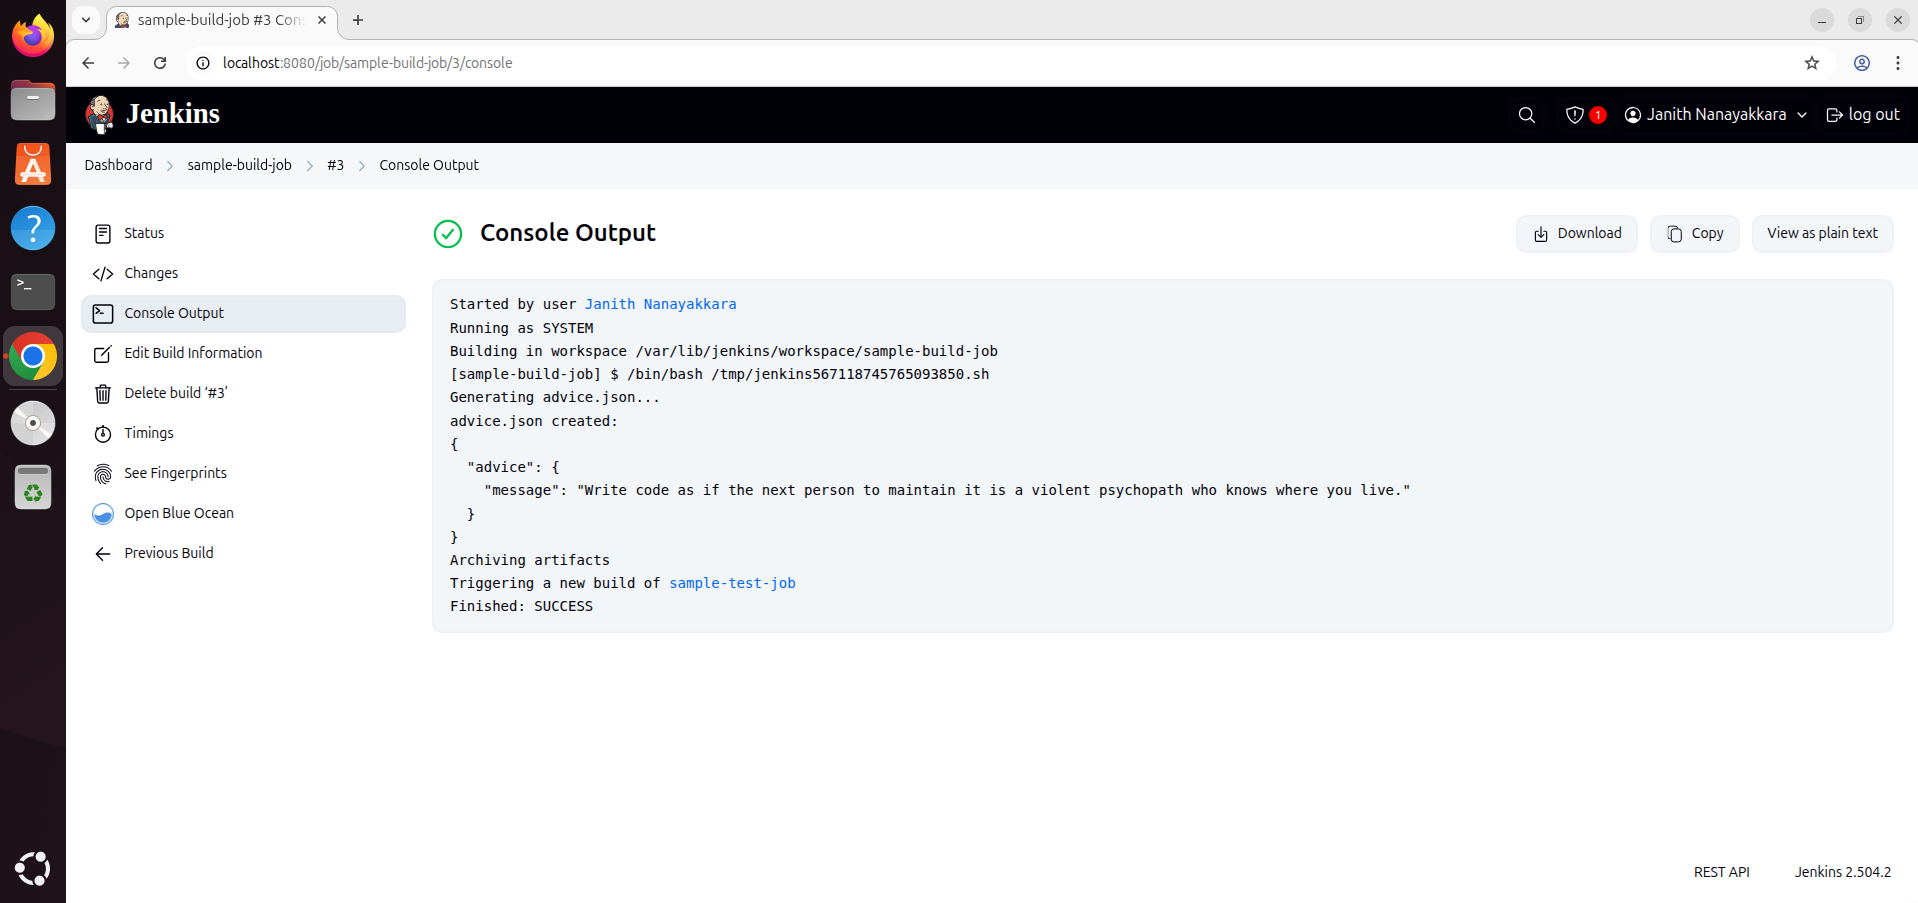 sample-build-job #3 Con
localhost:8080/job/sample-build-job/3/console
Jenkins
1
Janith Nanayakkara
log out
Dashboard
sample-build-job
#3
Console Output
Status
Changes
Console Output
Edit Build Information
Delete build ‘#3’
Timings
See Fingerprints
Open Blue Ocean
Previous Build
Console Output
Download
Copy
View as plain text
Started by user Janith Nanayakkara
Running as SYSTEM
Building in workspace /var/lib/jenkins/workspace/sample-build-job
[sample-build-job] $ /bin/bash /tmp/jenkins567118745765093850.sh
Generating advice.json...
advice.json created:
{
"advice": {
"message": "Write code as if the next person to maintain it is a violent psychopath who knows where you live."
}
}
Archiving artifacts
Triggering a new build of sample-test-job
Finished: SUCCESS
REST API
Jenkins 2.504.2